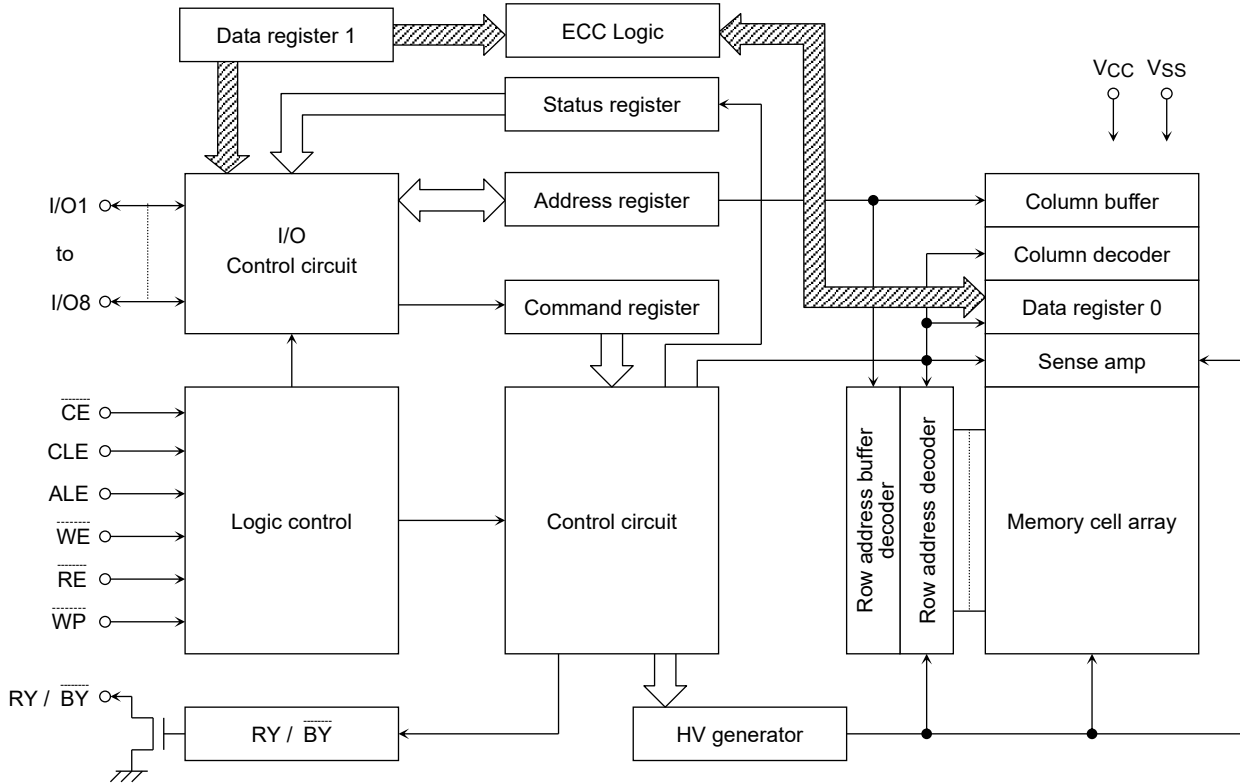 Data register 1
ECC Logic
Status register
VCC
VSS
I/O1
to
I/O8
I/O
Control circuit
Address register
Command register
Column buffer
Column decoder
Data register 0
Sense amp
CE
CLE
ALE
WE
RE
WP
Logic control
Control circuit
Row address buffer
decoder
Row address decoder
Memory cell array
RY / BY
RY / BY
HV generator